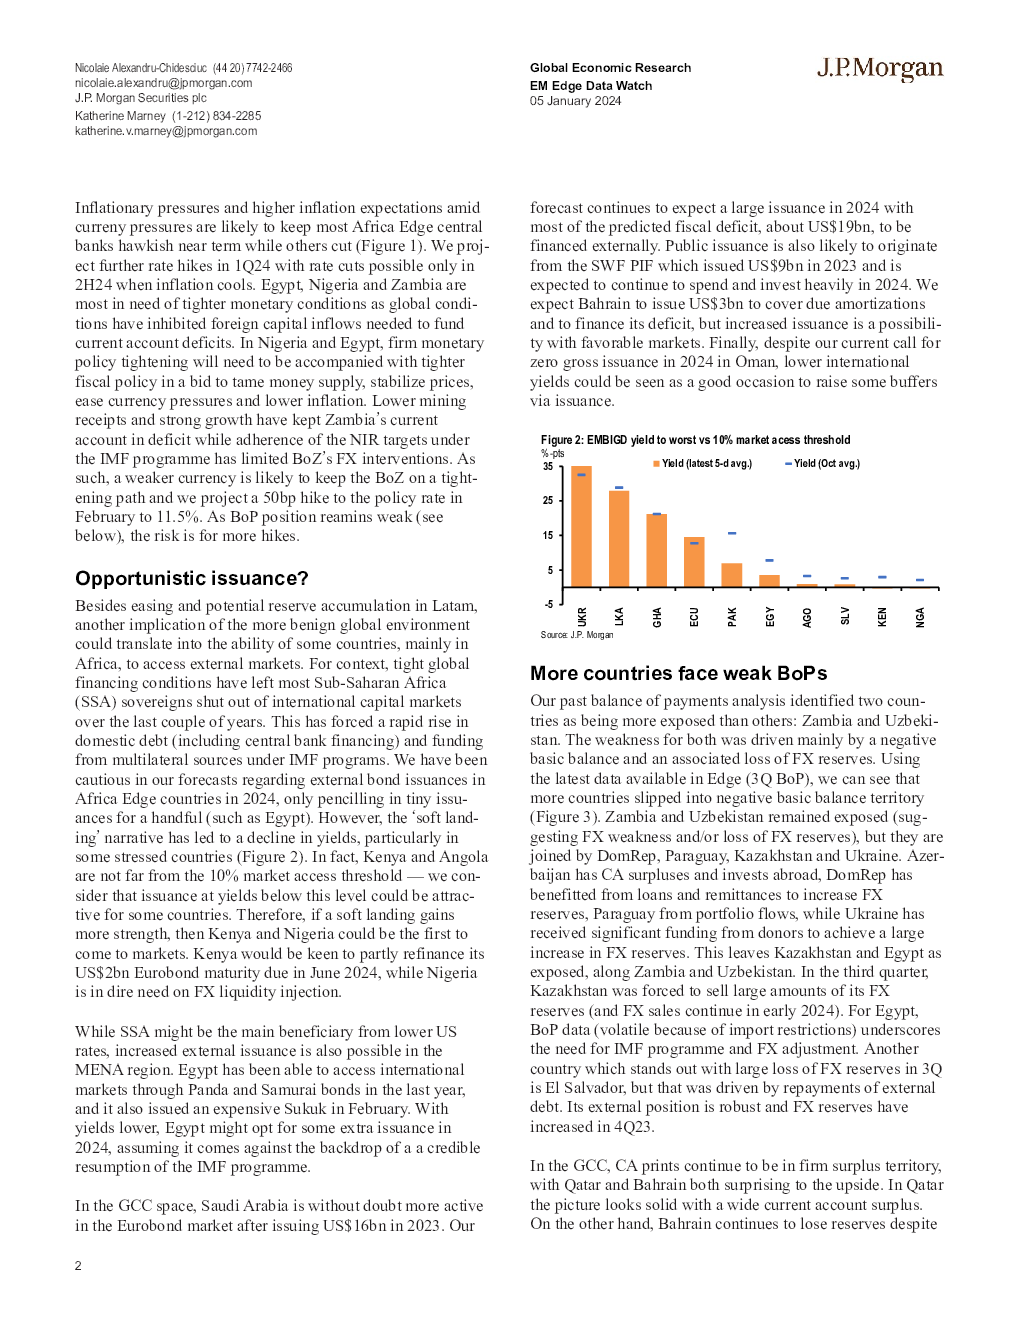 Nicolaie Alexandru-Chidesciuc (44 20) 7742-2466
nicolaie.alexandru@jpmorgan.com
J.P. Morgan Securities plc
Katherine Marney (1-212) 834-2285
katherine.v.marney@jpmorgan.com
Global Economic Research
EM Edge Data Watch
05 January 2024
J.P.Morgan
Inflationary pressures and higher inflation expectations amid
curreny pressures are likely to keep most Africa Edge central
banks hawkish near term while others cut (Figure 1). We proj-
ect further rate hikes in 1Q24 with rate cuts possible only in
2H24 when inflation cools. Egypt, Nigeria and Zambia are
most in need of tighter monetary conditions as global condi-
tions have inhibited foreign capital inflows needed to fund
current account deficits. In Nigeria and Egypt, firm monetary
policy tightening will need to be accompanied with tighter
fiscal policy in a bid to tame money supply, stabilize prices,
ease currency pressures and lower inflation. Lower mining
receipts and strong growth have kept Zambia's current
account in deficit while adherence of the NIR targets under
the IMF programme has limited BoZ's FX interventions. As
such, a weaker currency is likely to keep the BoZ on a tight-
ening path and we project a 50bp hike to the policy rate in
February to 11.5%. As BoP position reamins weak (see
below), the risk is for more hikes.
Opportunistic issuance?
Besides easing and potential reserve accumulation in Latam,
another implication of the more benign global environment
could translate into the ability of some countries, mainly in
Africa, to access external markets. For context, tight global
financing conditions have left most Sub-Saharan Africa
(SSA) sovereigns shut out of international capital markets
over the last couple of years. This has forced a rapid rise in
domestic debt (including central bank financing) and funding
from multilateral sources under IMF programs. We have been
cautious in our forecasts regarding external bond issuances in
Africa Edge countries in 2024, only pencilling in tiny issu-
ances for a handful (such as Egypt). However, the 'soft land-
ing' narrative has led to a decline in yields, particularly in
some stressed countries (Figure 2). In fact, Kenya and Angola
are not far from the 10% market access threshold — we con-
sider that issuance at yields below this level could be attrac-
tive for some countries. Therefore, if a soft landing gains
more strength, then Kenya and Nigeria could be the first to
come to markets. Kenya would be keen to partly refinance its
US$2bn Eurobond maturity due in June 2024, while Nigeria
is in dire need on FX liquidity injection.
While SSA might be the main beneficiary from lower US
rates, increased external issuance is also possible in the
MENA region. Egypt has been able to access international
markets through Panda and Samurai bonds in the last year,
and it also issued an expensive Sukuk in February. With
yields lower, Egypt might opt for some extra issuance in
2024, assuming it comes against the backdrop of a a credible
resumption of the IMF programme.
In the GCC space, Saudi Arabia is without doubt more active
in the Eurobond market after issuing US$16bn in 2023. Our
forecast continues to expect a large issuance in 2024 with
most of the predicted fiscal deficit, about US$19bn, to be
financed externally. Public issuance is also likely to originate
from the SWF PIF which issued US$9bn in 2023 and is
expected to continue to spend and invest heavily in 2024. We
expect Bahrain to issue US$3bn to cover due amortizations
and to finance its deficit, but increased issuance is a possibili-
ty with favorable markets. Finally, despite our current call for
zero gross issuance in 2024 in Oman, lower international
yields could be seen as a good occasion to raise some buffers
via issuance.
Figure 2: EMBIGD yield to worst vs 10% market acess threshold
%-pts
Yield (latest 5-d avg.)
Yield (Oct avg.)
35
25
15
5
-5
UKR
LKA
GHA
ECU
PAK
EGY
AGO
SLV
KEN
NGA
Source: J.P. Morgan
More countries face weak BoPs
Our past balance of payments analysis identified two coun-
tries as being more exposed than others: Zambia and Uzbeki-
stan. The weakness for both was driven mainly by a negative
basic balance and an associated loss of FX reserves. Using
the latest data available in Edge (3Q BoP), we can see that
more countries slipped into negative basic balance territory
(Figure 3). Zambia and Uzbekistan remained exposed (sug-
gesting FX weakness and/or loss of FX reserves), but they are
joined by DomRep, Paraguay, Kazakhstan and Ukraine. Azer-
baijan has CA surpluses and invests abroad, DomRep has
benefitted from loans and remittances to increase FX
reserves, Paraguay from portfolio flows, while Ukraine has
received significant funding from donors to achieve a large
increase in FX reserves. This leaves Kazakhstan and Egypt as
exposed, along Zambia and Uzbekistan. In the third quarter,
Kazakhstan was forced to sell large amounts of its FX
reserves (and FX sales continue in early 2024). For Egypt,
BoP data (volatile because of import restrictions) underscores
the need for IMF programme and FX adjustment. Another
country which stands out with large loss of FX reserves in 3Q
is El Salvador, but that was driven by repayments of external
debt. Its external position is robust and FX reserves have
increased in 4Q23.
In the GCC, CA prints continue to be in firm surplus territory,
with Qatar and Bahrain both surprising to the upside. In Qatar
the picture looks solid with a wide current account surplus.
On the other hand, Bahrain continues to lose reserves despite
2